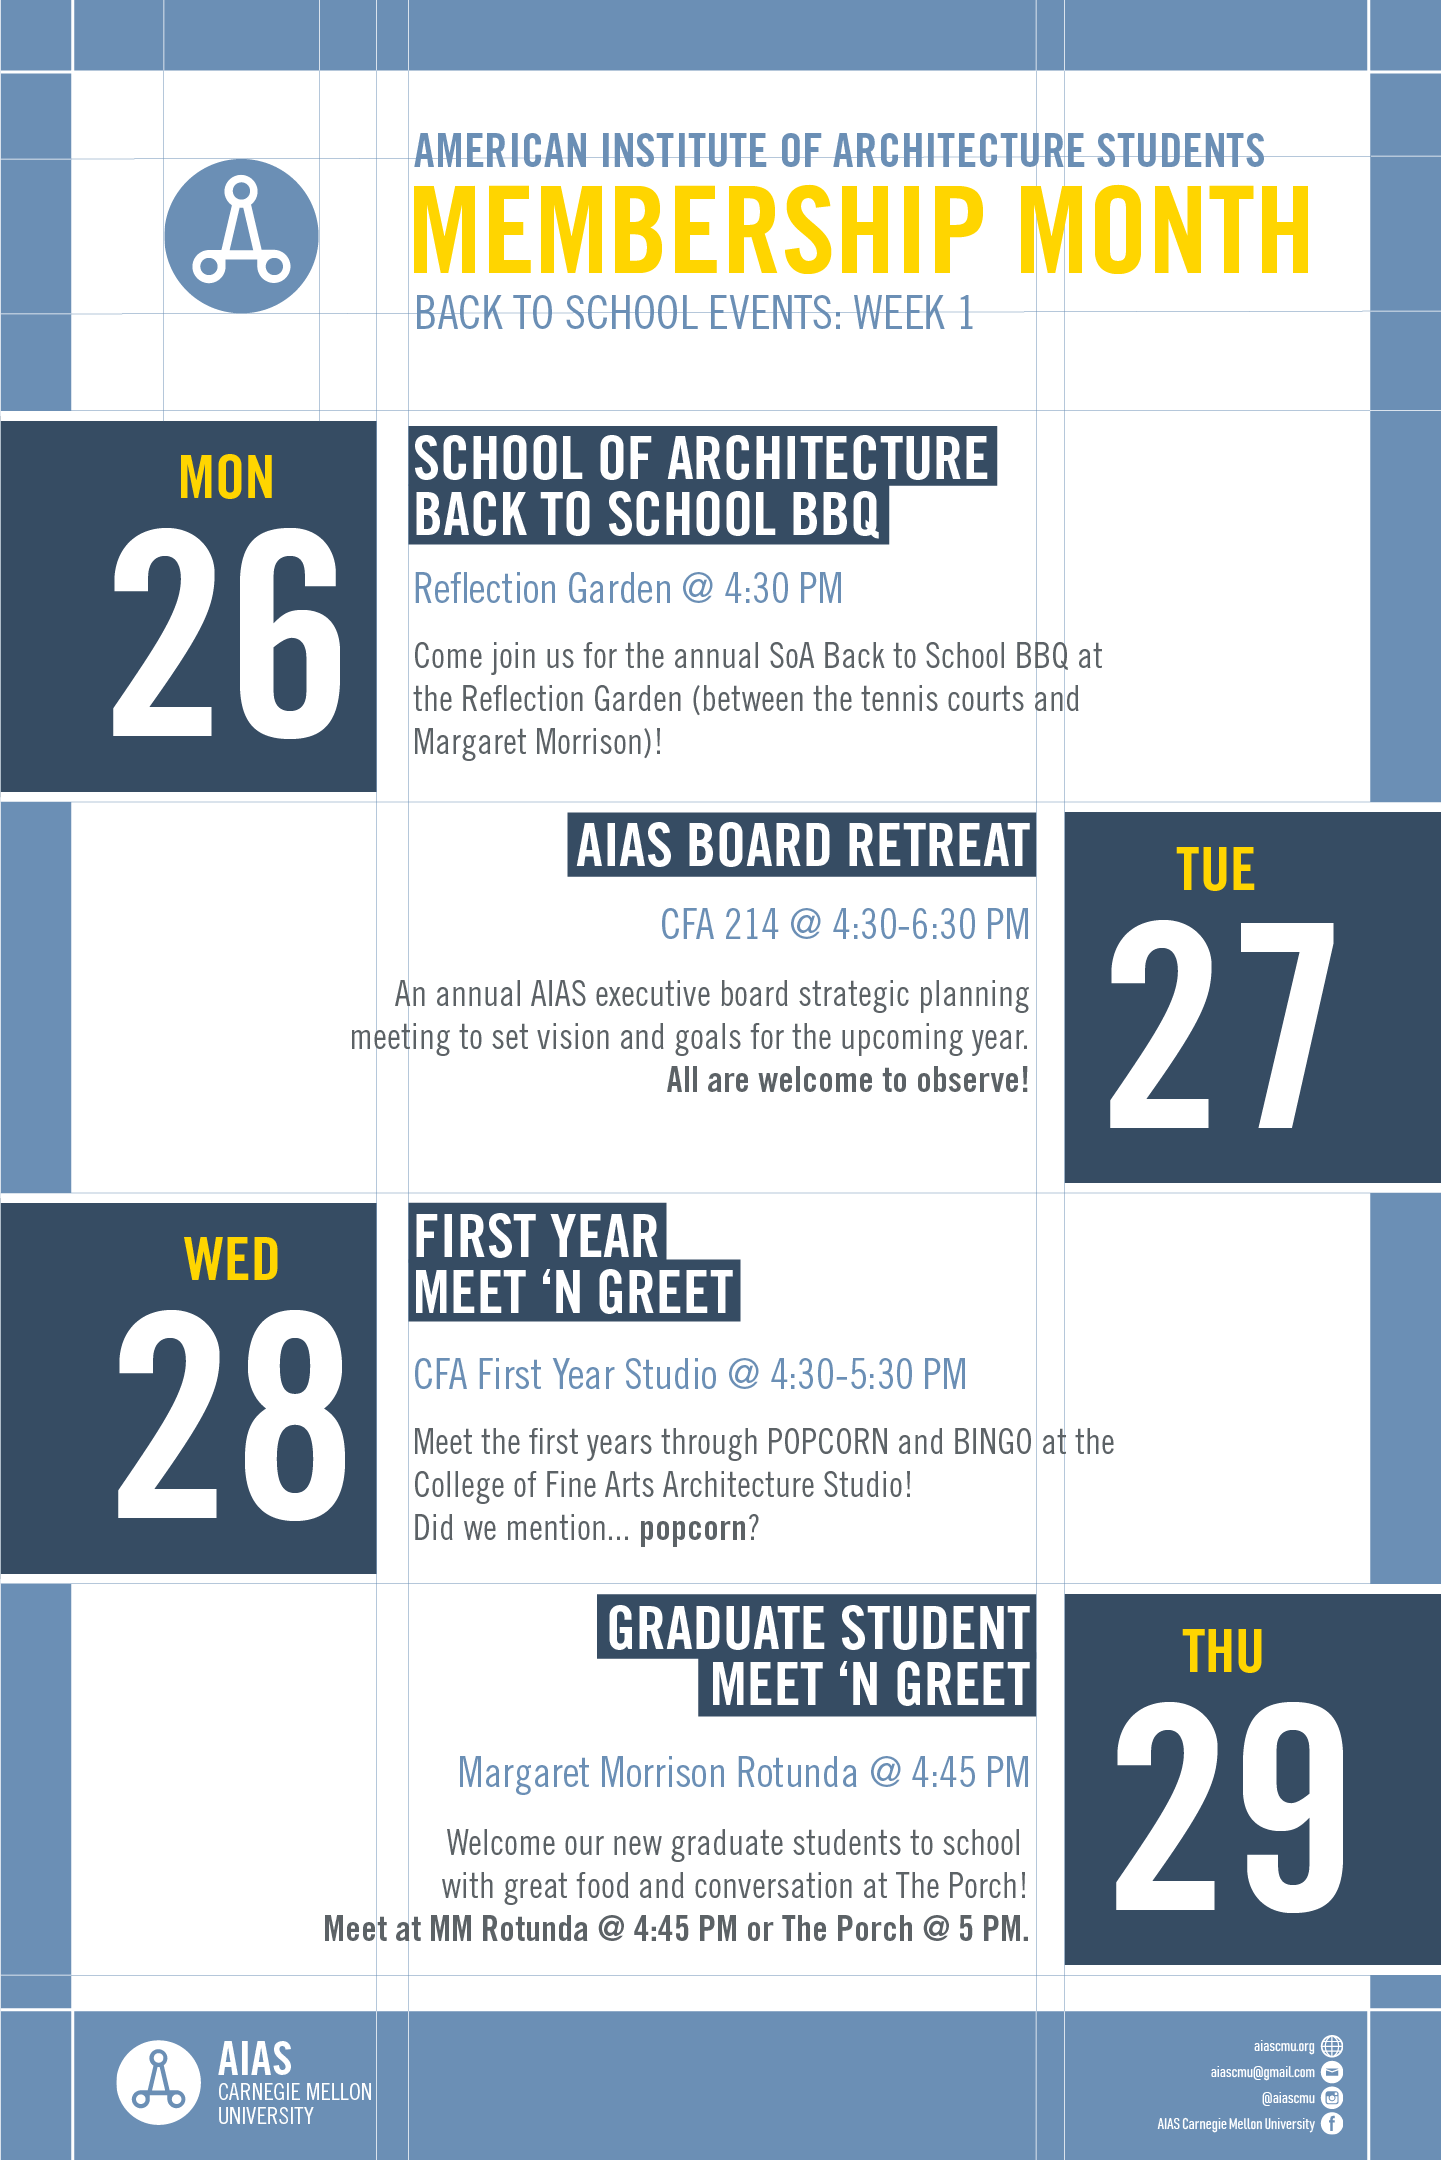 AMERICAN INSTITUTE OF ARCHITECTURE STUDENTS
MEMBERSHIP MONTH
BACK TO SCHOOL EVENTS: WEEK 1
MON
26
SCHOOL OF ARCHITECTURE
BACK TO SCHOOL BBQ
Reflection Garden @ 4:30 PM
Come join us for the annual SoA Back to School BBQ at
the Reflection Garden (between the tennis courts and
Margaret Morrison)!
AIAS BOARD RETREAT
CFA 214 @ 4:30-6:30 PM
An annual AIAS executive board strategic planning
meeting to set vision and goals for the upcoming year.
All are welcome to observe!
TUE
27
WED
28
FIRST YEAR
MEET ‘N GREET
CFA First Year Studio @ 4:30-5:30 PM
Meet the first years through POPCORN and BINGO at the
College of Fine Arts Architecture Studio!
Did we mention... popcorn?
GRADUATE STUDENT
MEET ‘N GREET
Margaret Morrison Rotunda @ 4:45 PM
Welcome our new graduate students to school
with great food and conversation at The Porch!
Meet at MM Rotunda @ 4:45 PM or The Porch @ 5 PM.
THU
29
AIAS
CARNEGIE MELLON
UNIVERSITY
aiascmu.org
aiascmu@gmail.com
@aiascmu
AIAS Carnegie Mellon University